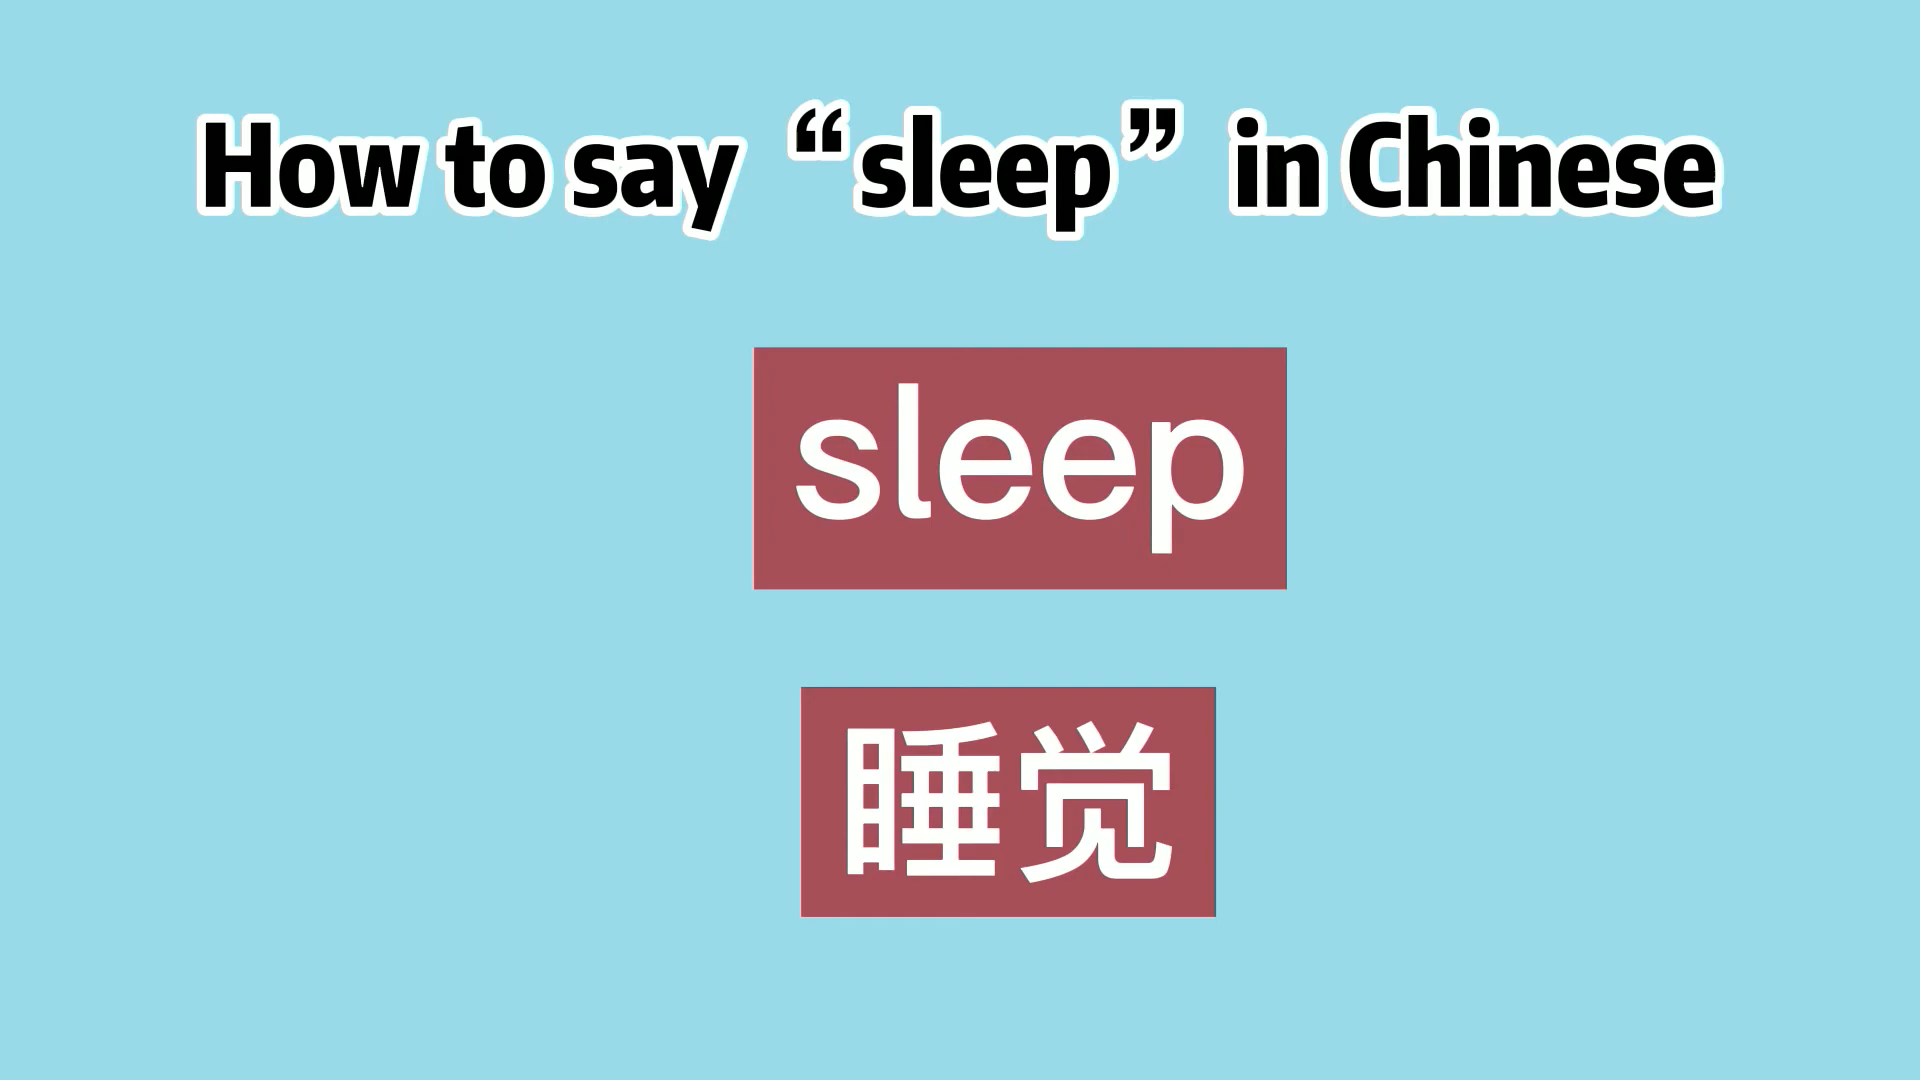 How to say “sleep” in Chinese
sleep
睡觉